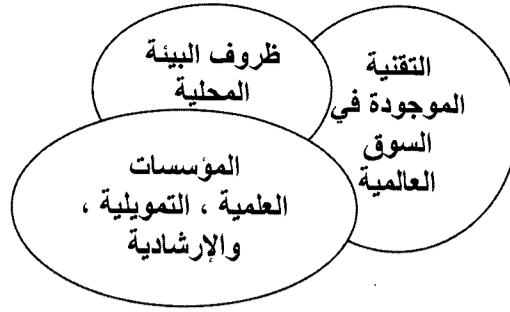 ظروف البيئة
المحلية
التقنية
الموجودة في
السوق
العالمية
المؤسسات
العلمية ، التمويلية ،
والإرشادية